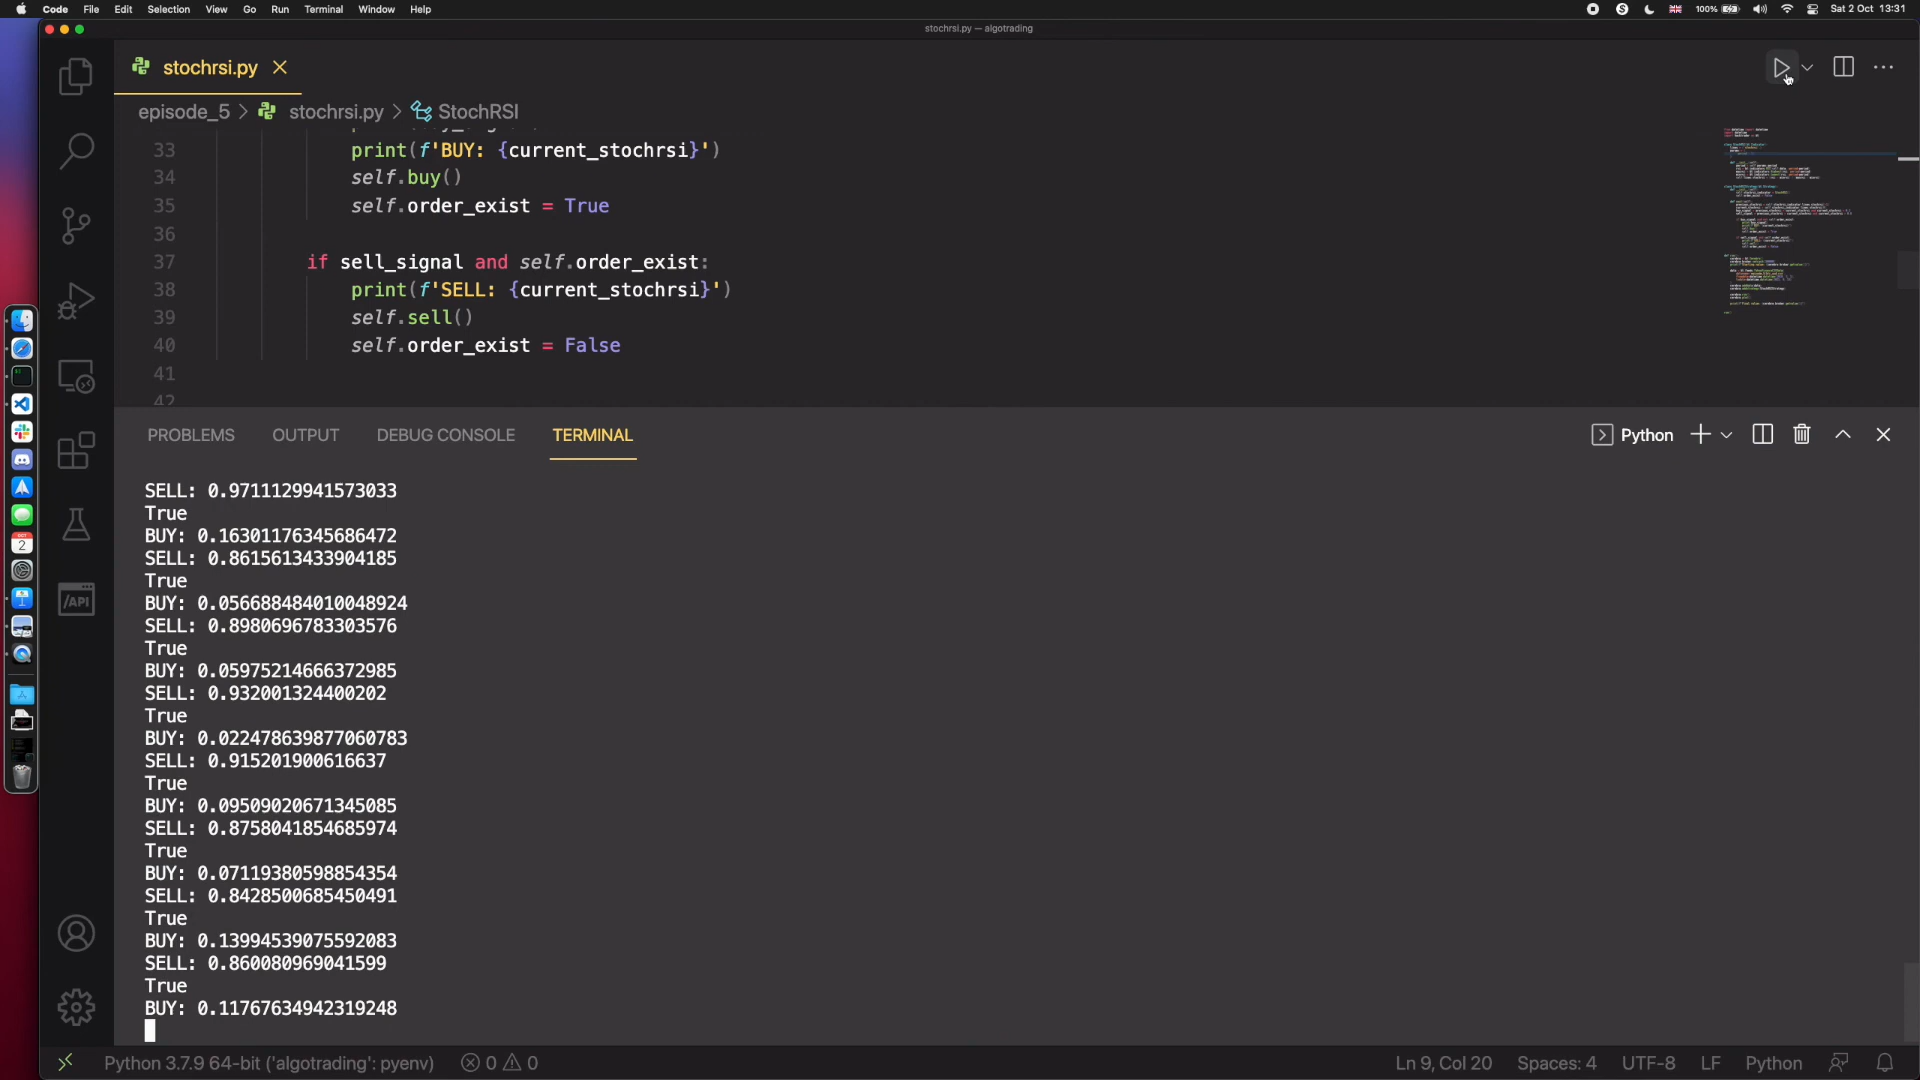 Code File Edit Selection View Go Run Terminal Window Help 100% Sat 2 Oct 13:31
stochrsi.py — algotrading
stochrsi.py
episode_5 > stochrsi.py > StochRSI
33 print(f'BUY: {current_stochrsi}')
34 self.buy()
35 self.order_exist = True
36
37 if sell_signal and self.order_exist:
38 print(f'SELL: {current_stochrsi}')
39 self.sell()
40 self.order_exist = False
41
42
PROBLEMS OUTPUT DEBUG CONSOLE TERMINAL Python
SELL: 0.9711129941573033
True
BUY: 0.16301176345686472
SELL: 0.8615613433904185
True
BUY: 0.056688484010048924
SELL: 0.8980696783303576
True
BUY: 0.05975214666372985
SELL: 0.932001324400202
True
BUY: 0.022478639877060783
SELL: 0.915201900616637
True
BUY: 0.09509020671345085
SELL: 0.8758041854685974
True
BUY: 0.07119380598854354
SELL: 0.8428500685450491
True
BUY: 0.13994539075592083
SELL: 0.860080969041599
True
BUY: 0.11767634942319248
/API
Python 3.7.9 64-bit ('algotrading': pyenv) 0 0 Ln 9, Col 20 Spaces: 4 UTF-8 LF Python